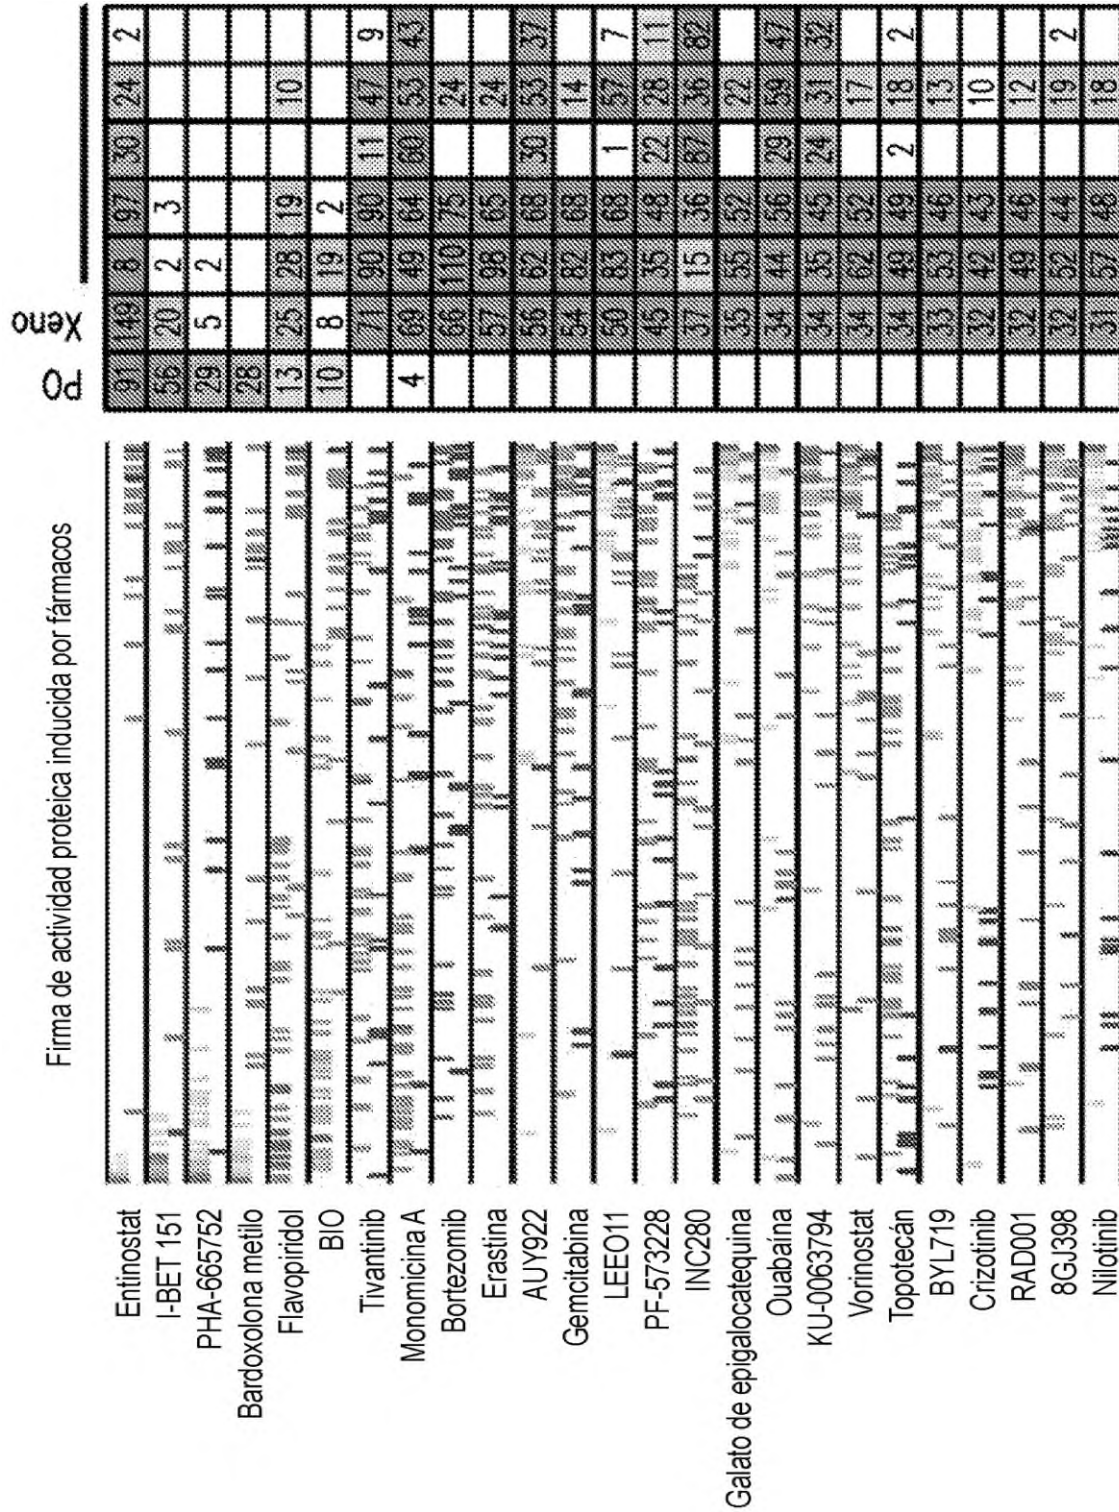 Firma de actividad proteica inducida por fármacos
PO Xeno
Entinostat 91 149 8 97 30 24 2
I-BET 151 56 20 2 3
PHA-665752 29 5 2
Bardoxolona metilo 28
Flavopiridol 13 25 28 19 10
BIO 10 8 19 2
Tivantinib 71 90 90 11 47 9
Monomicina A 4 169 49 64 60 53 43
Bortezomib 66 110 75 24
Erastina 57 98 65 24
AUY922 56 62 68 30 53 37
Gemcitabina 54 82 68 14
LEEO11 50 83 68 1 57 7
PF-573228 45 35 48 22 28 11
INC280 37 15 36 87 36 82
Galato de epigalocatequina 35 55 52 22
Ouabaína 34 44 56 29 59 47
KU-0063794 34 35 45 24 31 32
Vorinostat 34 62 52 17
Topotecán 34 49 49 2 18 2
BYL719 33 53 46 13
Crizotinib 32 42 43 10
RAD001 32 49 46 12
8GJ398 32 52 44 19 2
Nilotinib 31 57 48 18